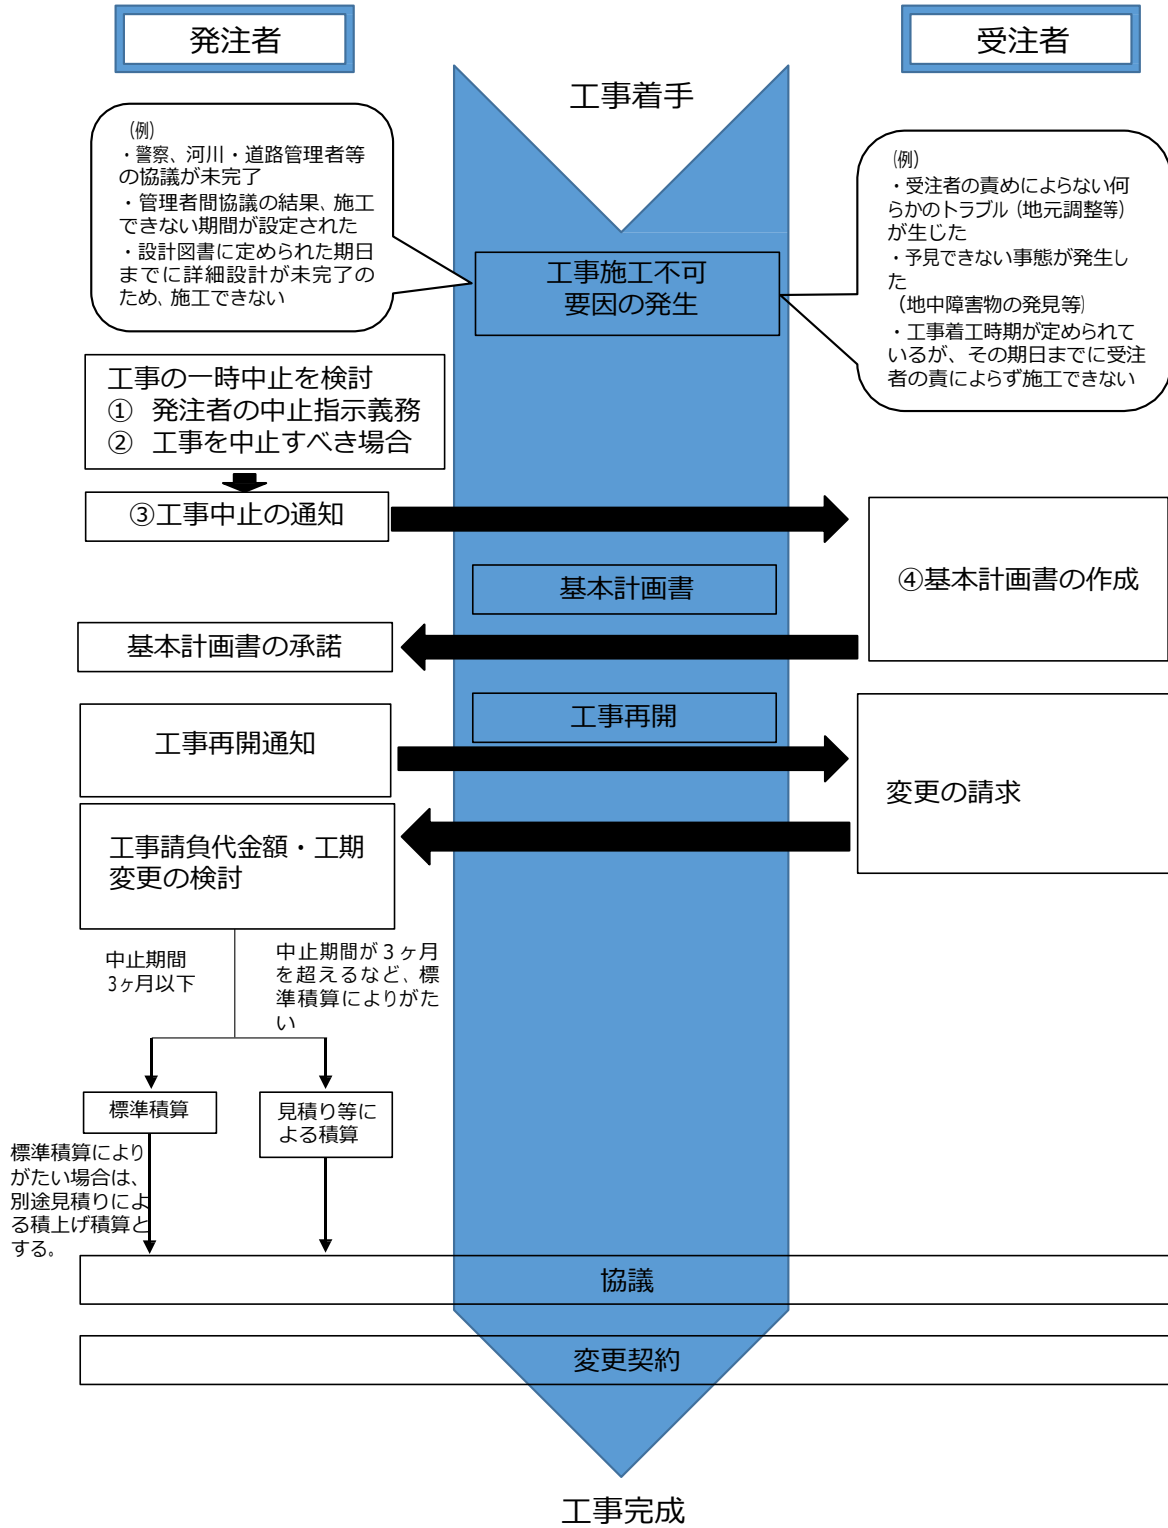 発注者
受注者
工事着手
(例)
・警察、河川・道路管理者等
の協議が未完了
・管理者間協議の結果、施工
できない期間が設定された
・設計図書に定められた期日
までに詳細設計が未完了の
ため、施工できない
(例)
・受注者の責めによらない何
らかのトラブル（地元調整等）
が生じた
・予見できない事態が発生し
た
（地中障害物の発見等）
・工事着工時期が定められて
いるが、その期日までに受注
者の責によらず施工できない
工事施工不可
要因の発生
工事の一時中止を検討
① 発注者の中止指示義務
② 工事を中止すべき場合
③工事中止の通知
④基本計画書の作成
基本計画書
基本計画書の承諾
工事再開
工事再開通知
変更の請求
工事請負代金額・工期
変更の検討
中止期間
3ヶ月以下
中止期間が３ヶ月
を超えるなど、標
準積算によりがた
い
標準積算
見積り等に
よる積算
標準積算により
がたい場合は、
別途見積りによ
る積上げ積算と
する。
協議
変更契約
工事完成